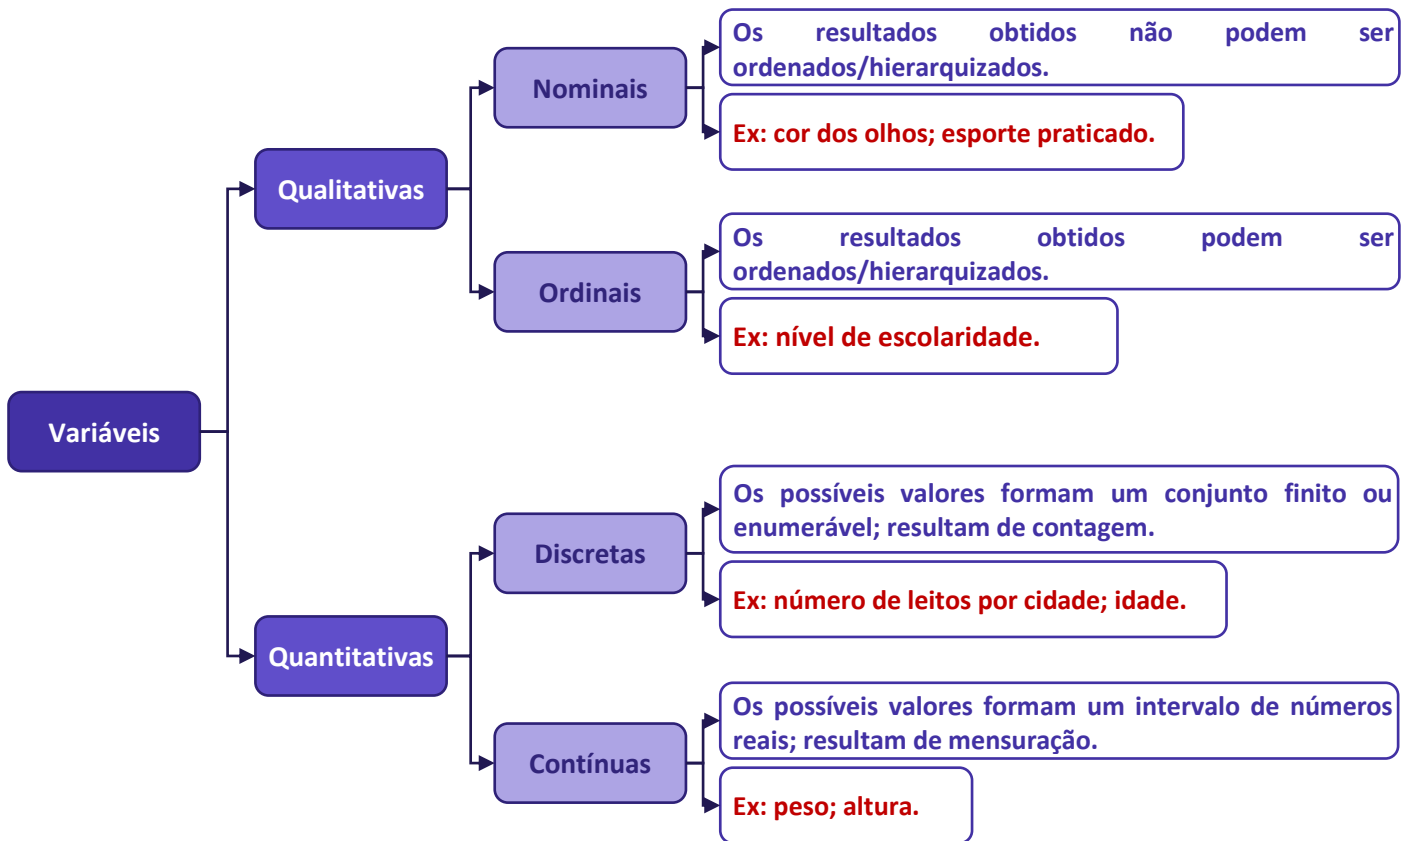 Variáveis
Qualitativas
Nominais
Os resultados obtidos não podem ser
ordenados/hierarquizados.
Ex: cor dos olhos; esporte praticado.
Ordinais
Os resultados obtidos podem ser
ordenados/hierarquizados.
Ex: nível de escolaridade.
Quantitativas
Discretas
Os possíveis valores formam um conjunto finito ou
enumerável; resultam de contagem.
Ex: número de leitos por cidade; idade.
Contínuas
Os possíveis valores formam um intervalo de números
reais; resultam de mensuração.
Ex: peso; altura.